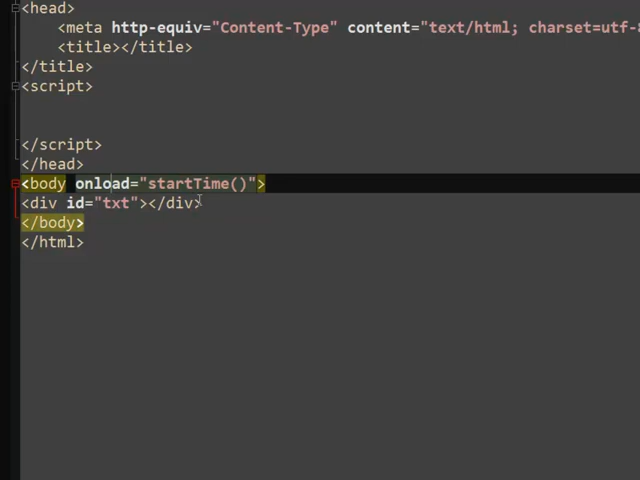 <head>
<meta http-equiv="Content-Type" content="text/html; charset=utf-8
<title></title>
</title>
<script>
</script>
</head>
<body onload="startTime()">
<div id="txt"></div>
</body>
</html>